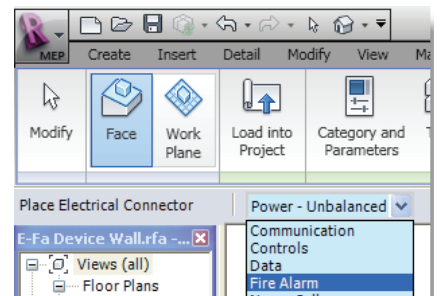 MEP
Create Insert Detail Modify View
Modify Face Work Plane Load into Project Category and Parameters
Place Electrical Connector Power - Unbalanced
E-Fa Device Wall.rfa - ...
Communication
Controls
Data
Fire Alarm
Views (all)
Floor Plans